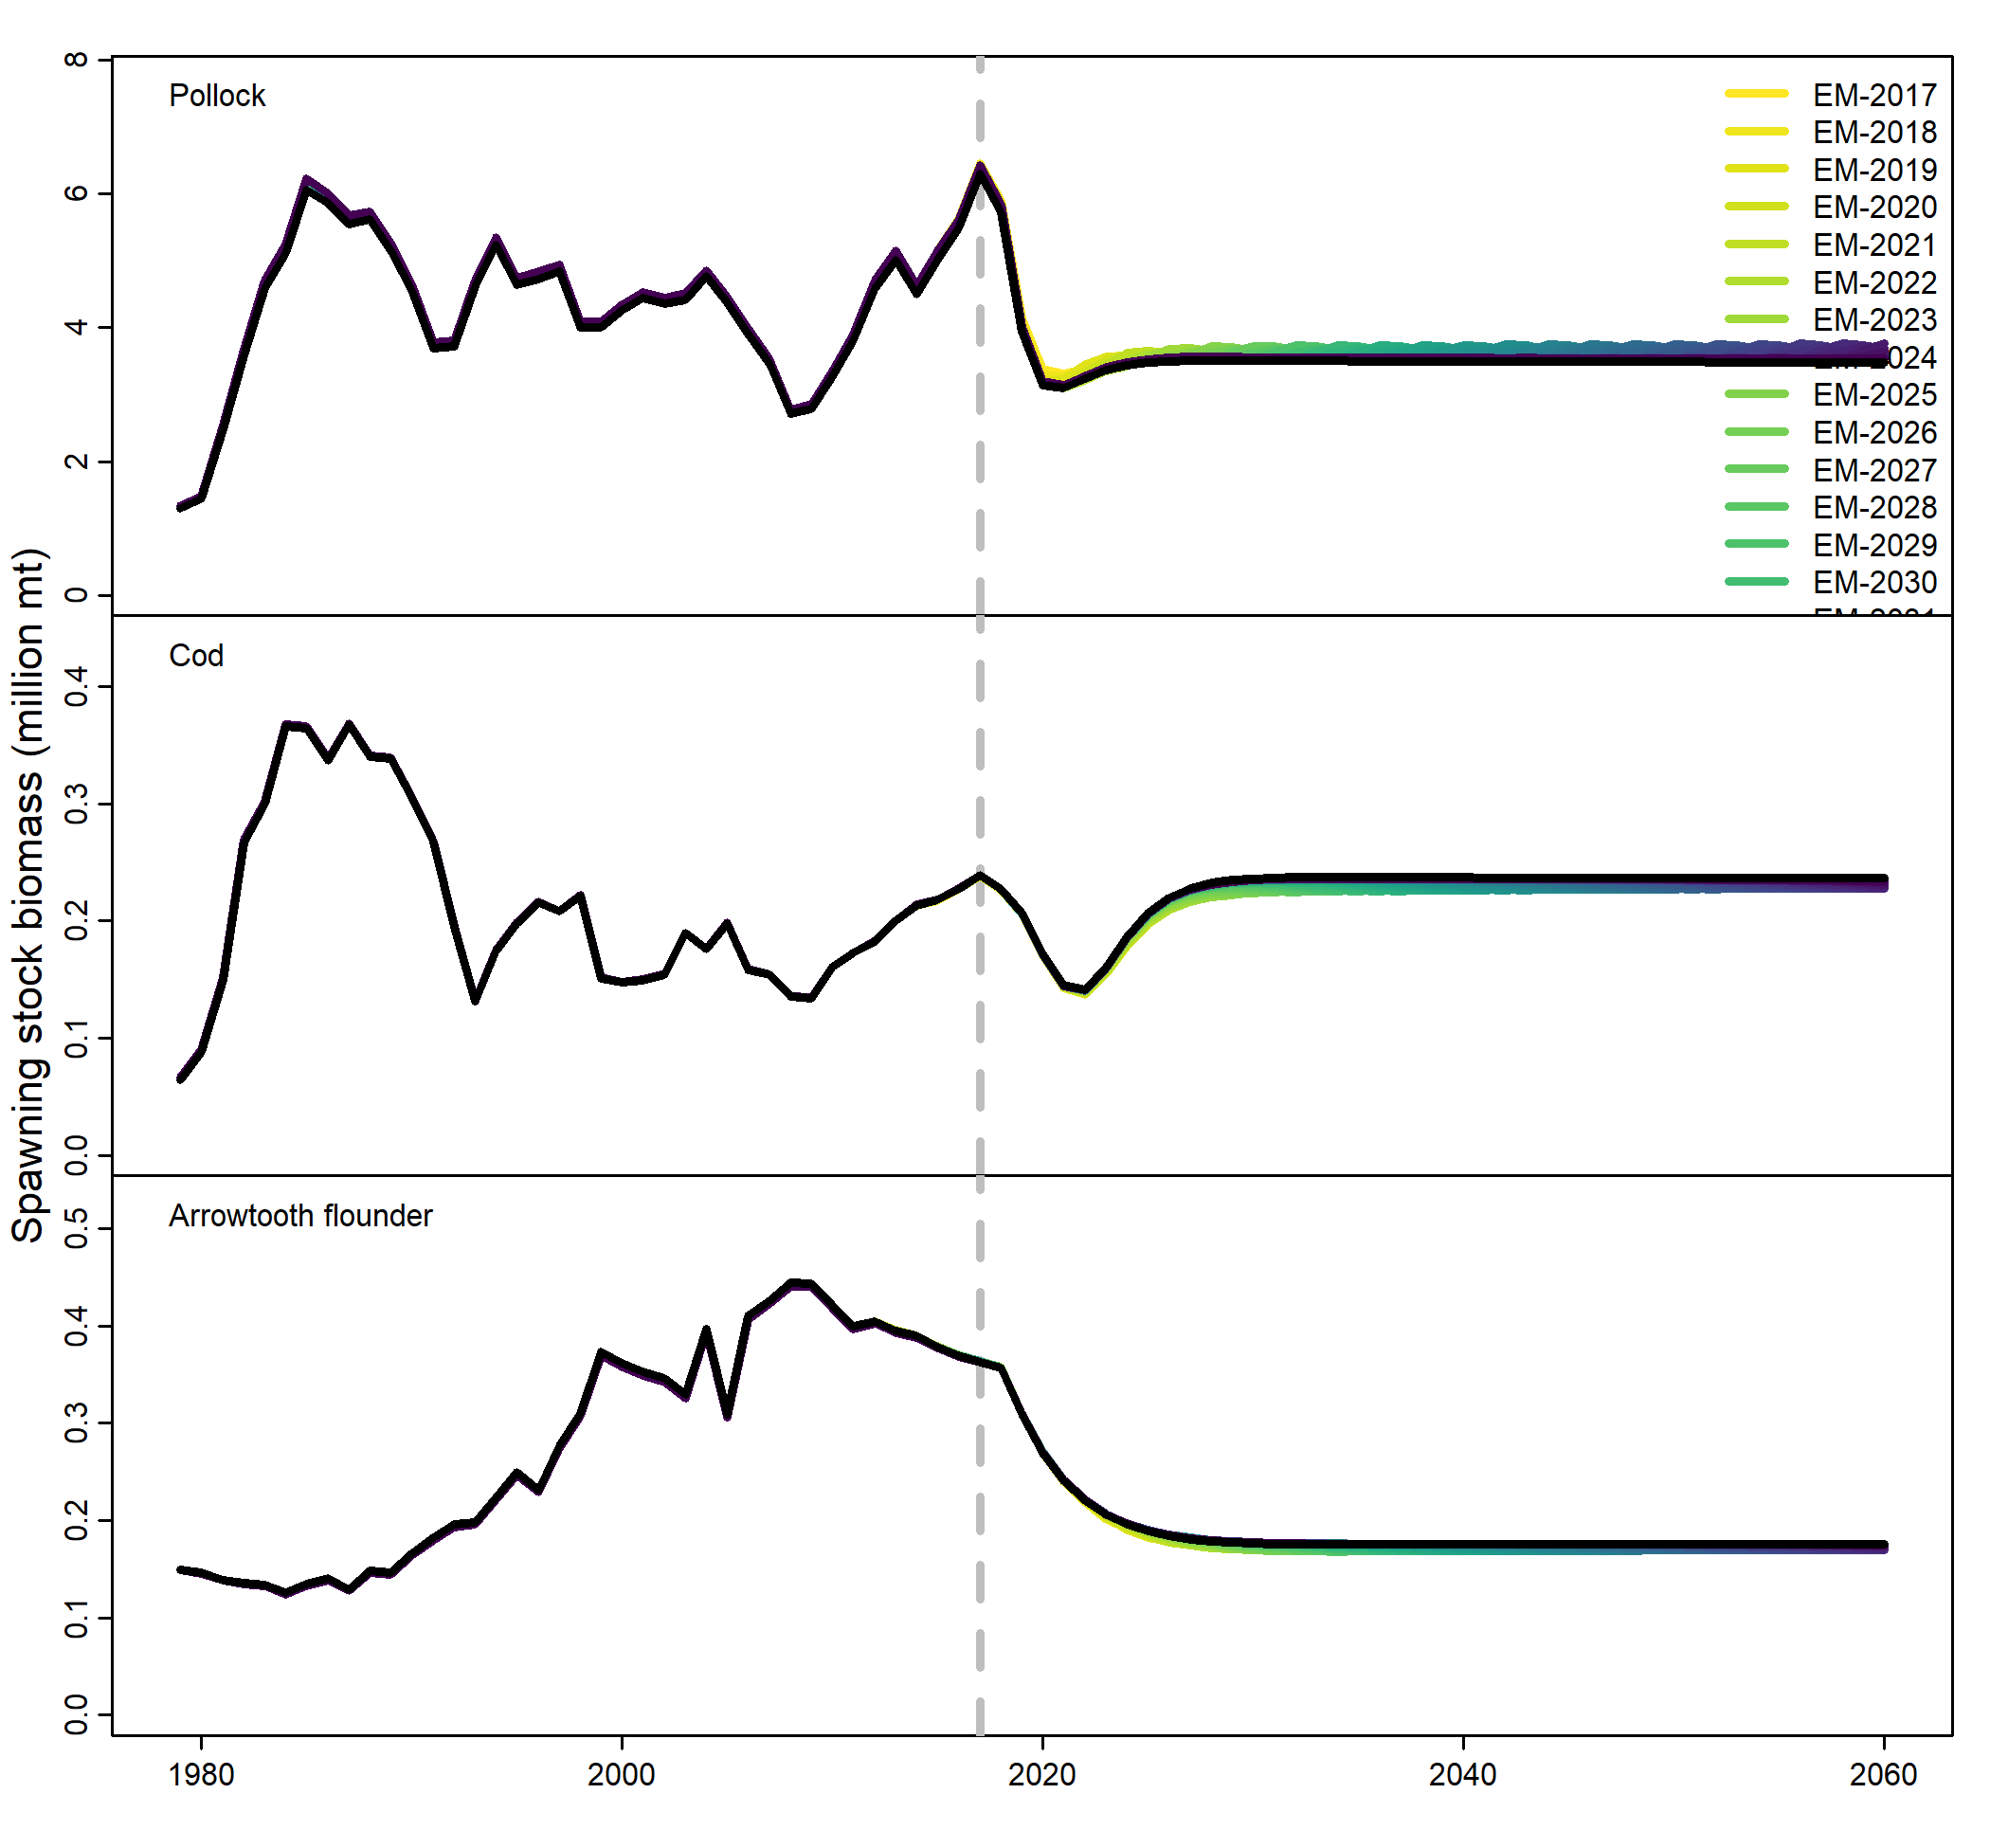 Spawning stock biomass (million mt)
Pollock
8
6
4
2
0
EM-2017
EM-2018
EM-2019
EM-2020
EM-2021
EM-2022
EM-2023
024
EM-2025
EM-2026
EM-2027
EM-2028
EM-2029
EM-2030
Cod
0.4
0.3
0.2
0.1
0.0
Arrowtooth flounder
0.5
0.4
0.3
0.2
0.1
0.0
1980 2000 2020 2040 2060